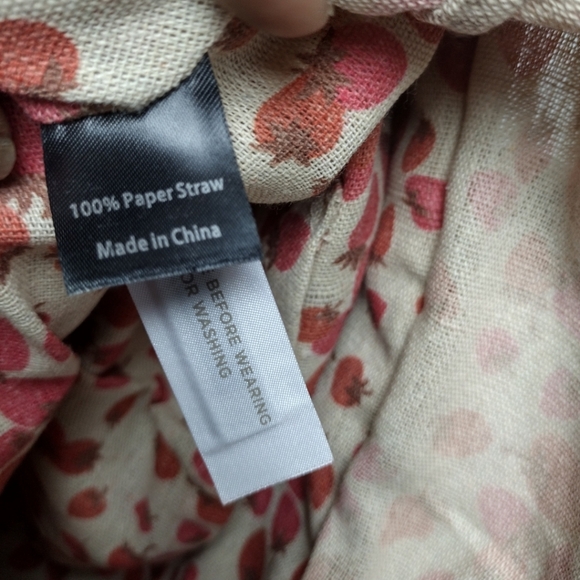 100% Paper Straw
Made in China
BEFORE WEARING
OR WASHING